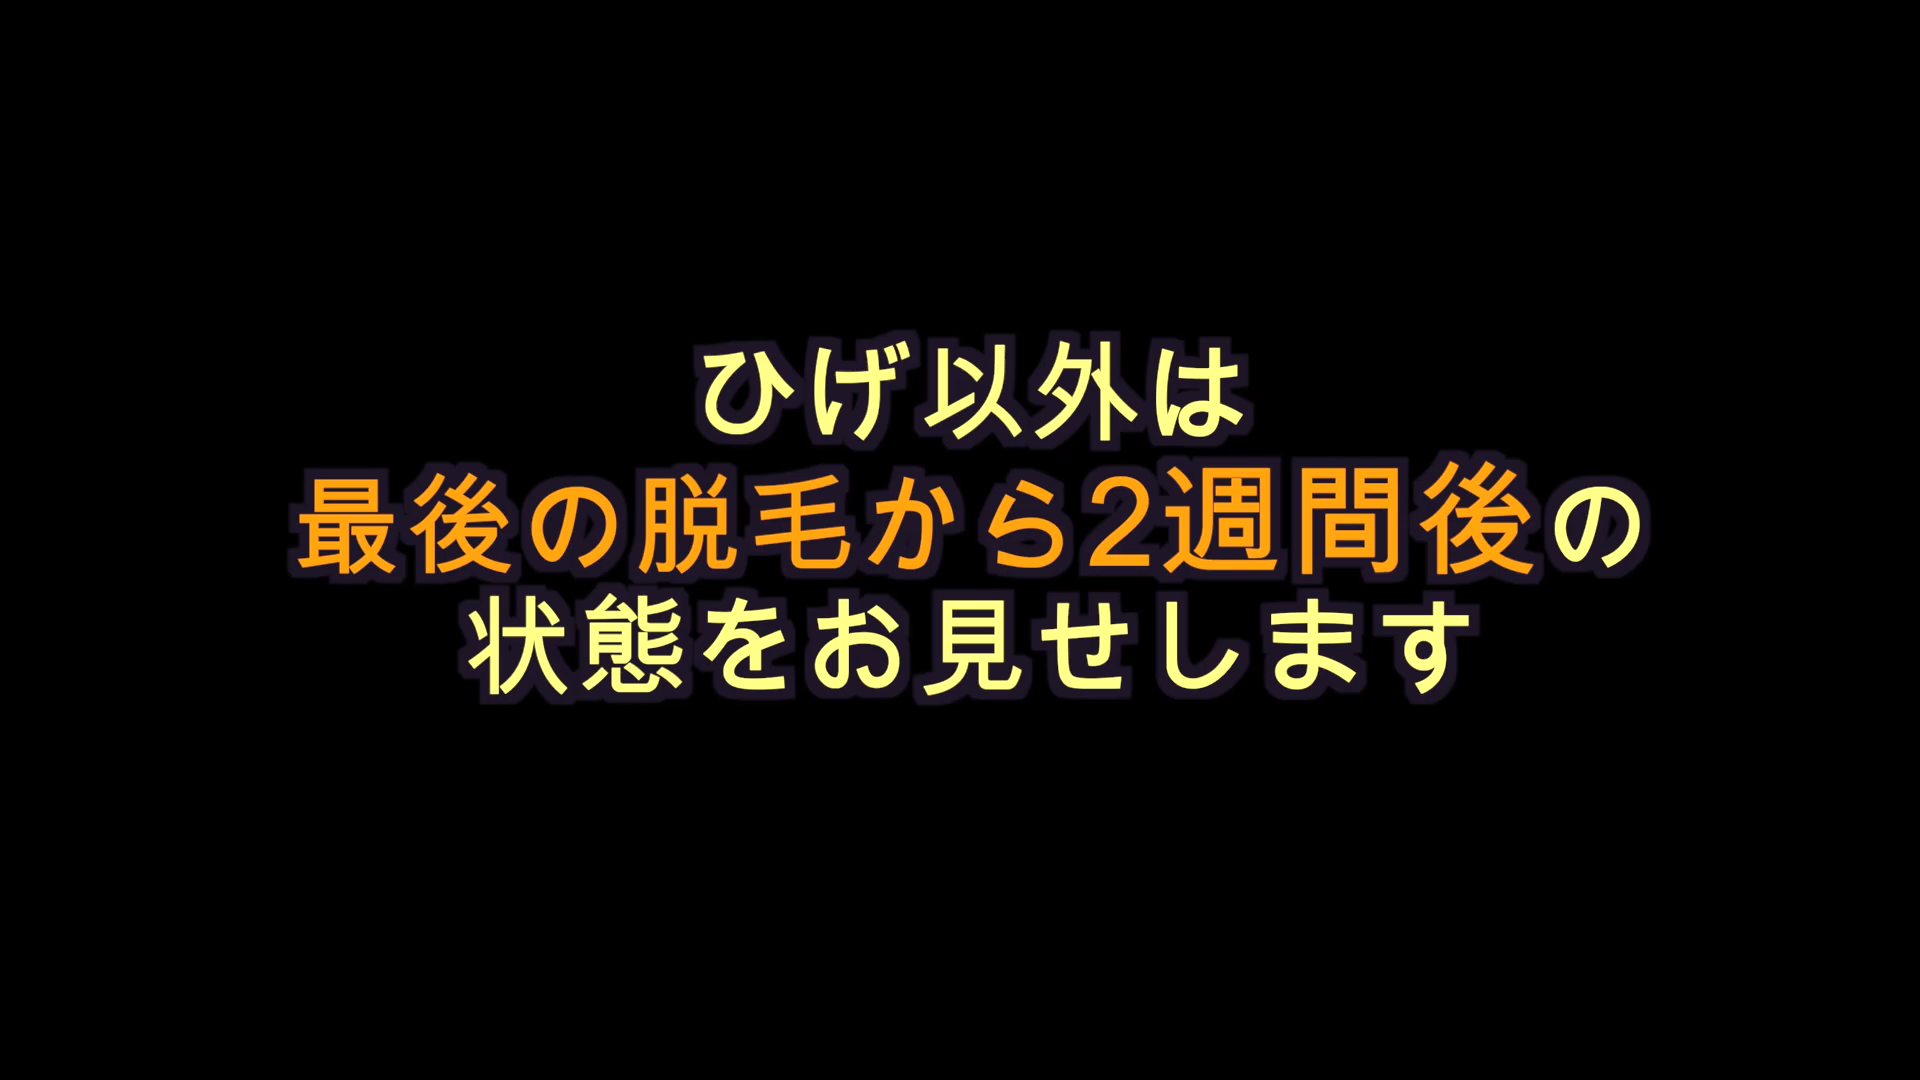 ひげ以外は
最後の脱毛から2週間後の
状態をお見せします